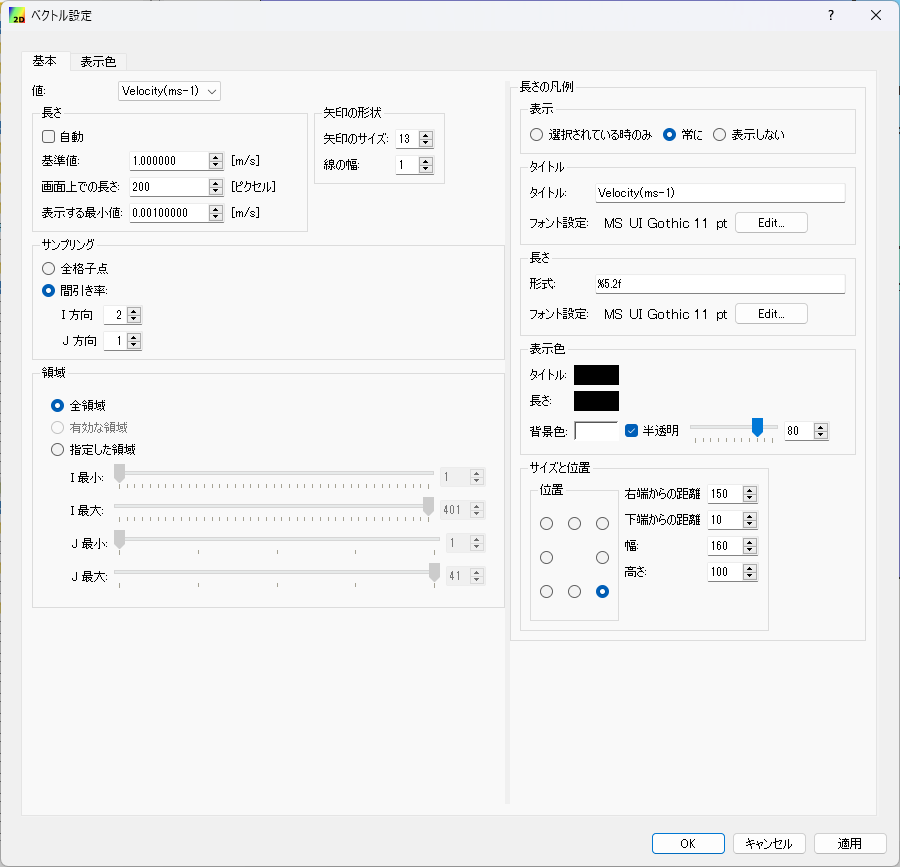 2D ベクトル設定 ?
基本 表示色
値: Velocity(ms-1)
長さ
自動
基準値: 1.000000 [m/s]
画面上での長さ: 200 [ピクセル]
表示する最小値: 0.00100000 [m/s]
矢印の形状
矢印のサイズ: 13
線の幅: 1
サンプリング
全格子点
間引き率:
I 方向 2
J 方向 1
領域
全領域
有効な領域
指定した領域
I 最小: 1
I 最大: 401
J 最小: 1
J 最大: 41
長さの凡例
表示
選択されている時のみ 常に 表示しない
タイトル
タイトル: Velocity(ms-1)
フォント設定: MS UI Gothic 11 pt Edit...
長さ
形式: %5.2f
フォント設定: MS UI Gothic 11 pt Edit...
表示色
タイトル:
長さ:
背景色: 半透明 80
サイズと位置
位置
右端からの距離 150
下端からの距離 10
幅: 160
高さ: 100
OK キャンセル 適用